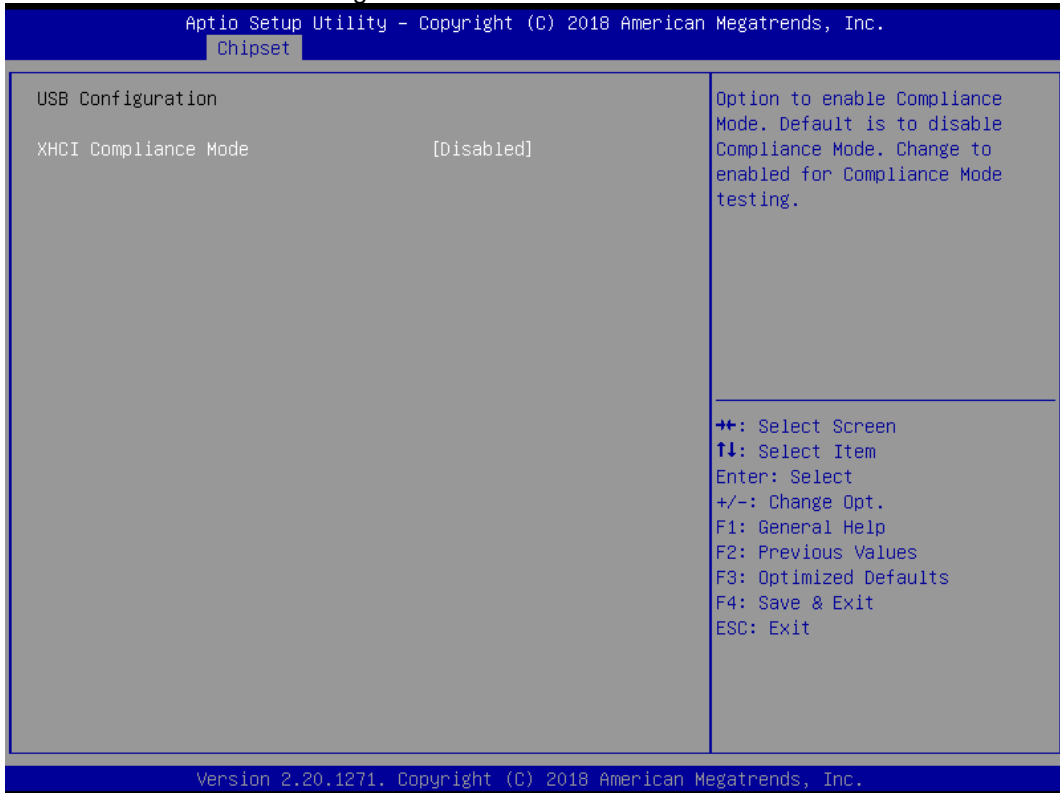 Aptio Setup Utility – Copyright (C) 2018 American Megatrends, Inc.
Chipset
USB Configuration
XHCI Compliance Mode [Disabled]
Option to enable Compliance
Mode. Default is to disable
Compliance Mode. Change to
enabled for Compliance Mode
testing.
→←: Select Screen
↑↓: Select Item
Enter: Select
+/-: Change Opt.
F1: General Help
F2: Previous Values
F3: Optimized Defaults
F4: Save & Exit
ESC: Exit
Version 2.20.1271. Copyright (C) 2018 American Megatrends, Inc.